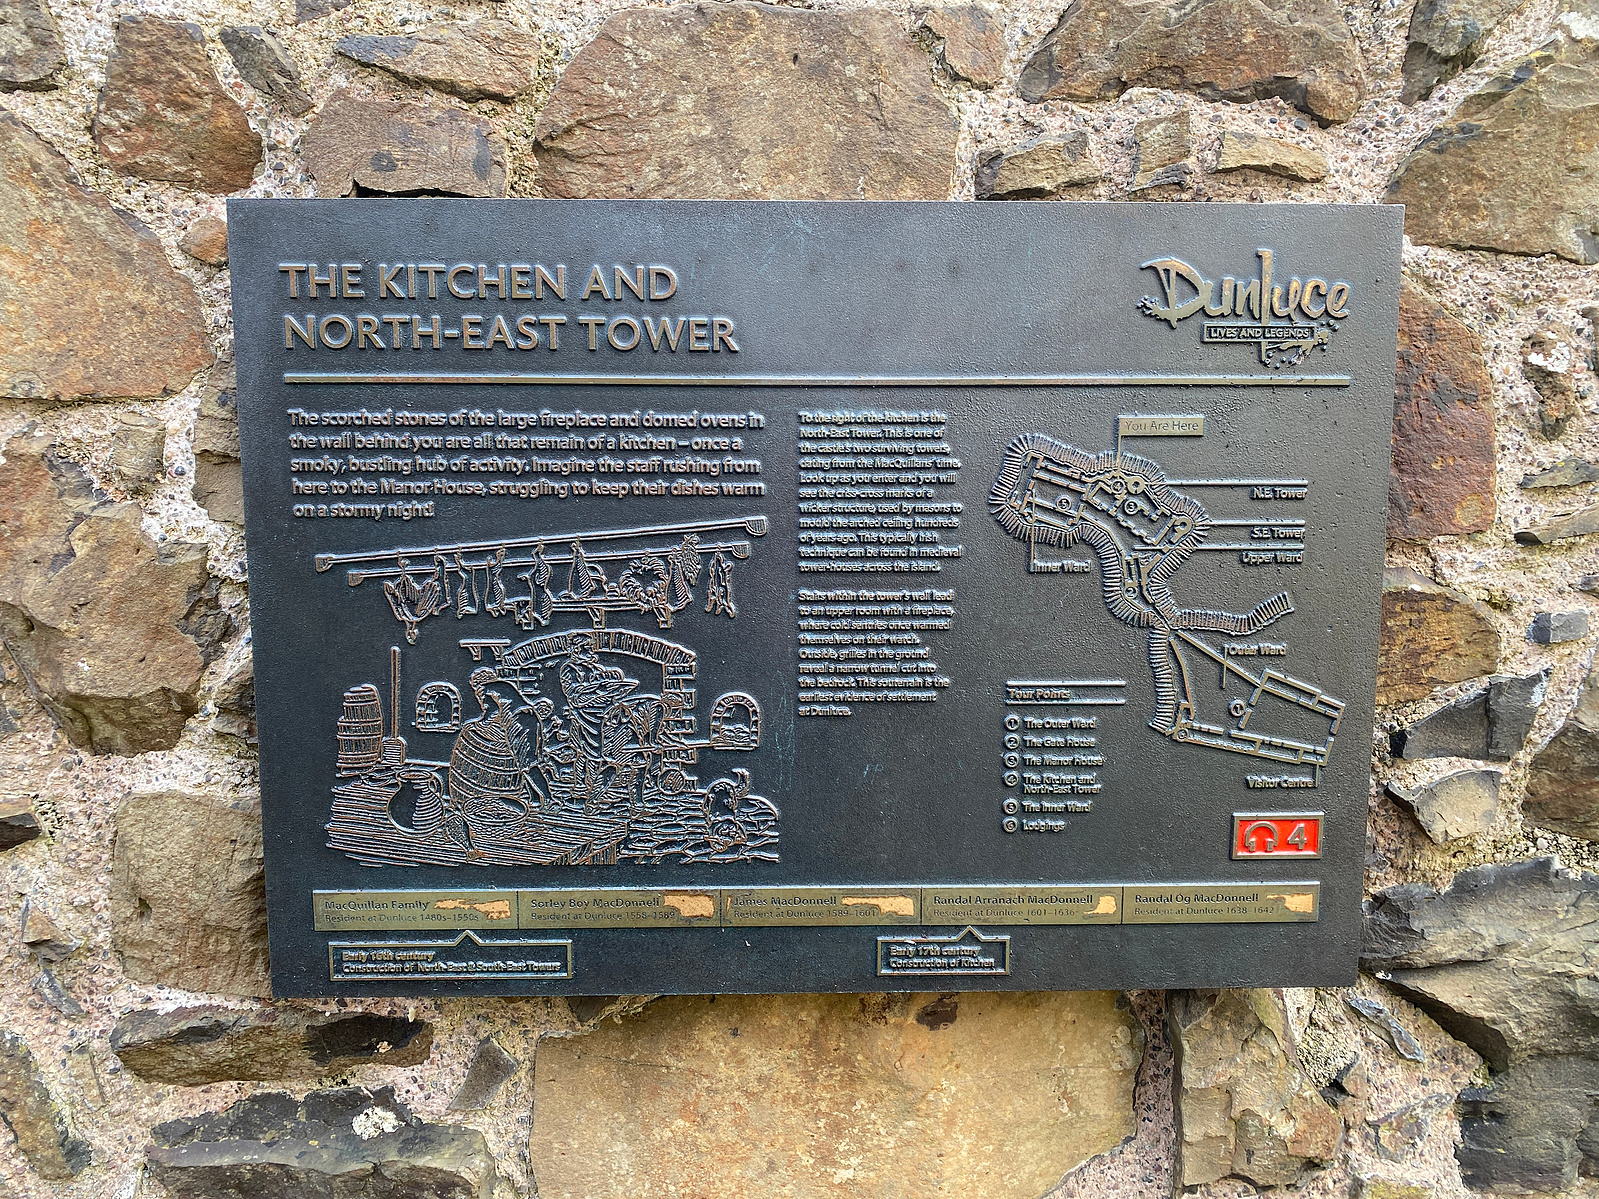 THE KITCHEN AND
NORTH-EAST TOWER
Dunluce
LIVES AND LEGENDS
The scorched stones of the large fireplace and domed ovens in
the wall behind you are all that remain of a kitchen – once a
smoky, bustling hub of activity. Imagine the staff rushing from
here to the Manor House, struggling to keep their dishes warm
on a stormy night!
To the right of the kitchen is the
North-East Tower. This is one of
the castle's two surviving towers,
dating from the MacQuillans' time.
Look up as you enter and you will
see the criss-cross marks of a
wicker structure, used by masons to
mould the arched ceiling hundreds
of years ago. This typically Irish
technique can be found in medieval
tower-houses across the island.
Stairs within the tower's wall lead
to an upper room with a fireplace,
where cold sentries once warmed
themselves on their watch.
Outside, grilles in the ground
reveal a narrow tunnel cut into
the bedrock. This souterrain is the
earliest evidence of settlement
at Dunluce.
You Are Here
N.E. Tower
S.E. Tower
Upper Ward
Inner Ward
Outer Ward
Visitor Centre
Tour Points
1 The Outer Ward
2 The Gate House
3 The Manor House
4 The Kitchen and
North-East Tower
5 The Inner Ward
6 Lodgings
4
MacQuillan Family
Resident at Dunluce 1480s-1550s
Sorley Boy MacDonnell
Resident at Dunluce 1558-1589
James MacDonnell
Resident at Dunluce 1589-1601
Randal Arranach MacDonnell
Resident at Dunluce 1601-1636
Randal Óg MacDonnell
Resident at Dunluce 1638-1642
Early 16th century
Construction of North-East & South-East Towers
Early 17th century
Construction of Kitchen